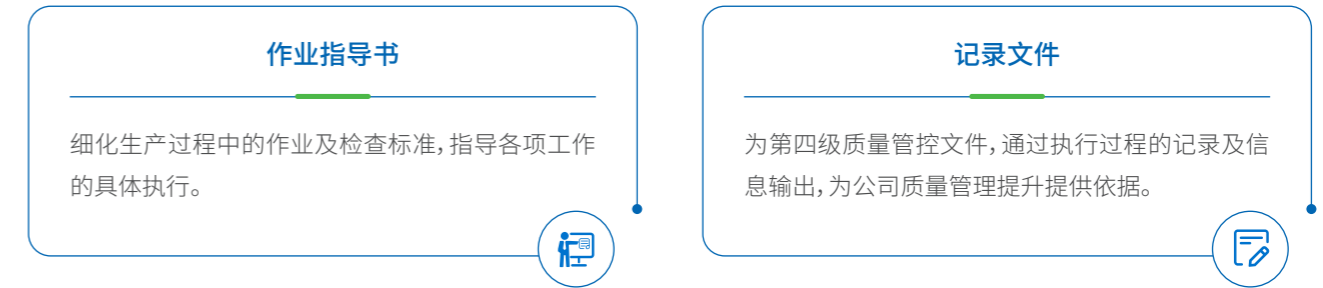 作业指导书
细化生产过程中的作业及检查标准，指导各项工作
的具体执行。
记录文件
为第四级质量管控文件，通过执行过程的记录及信
息输出，为公司质量管理提升提供依据。